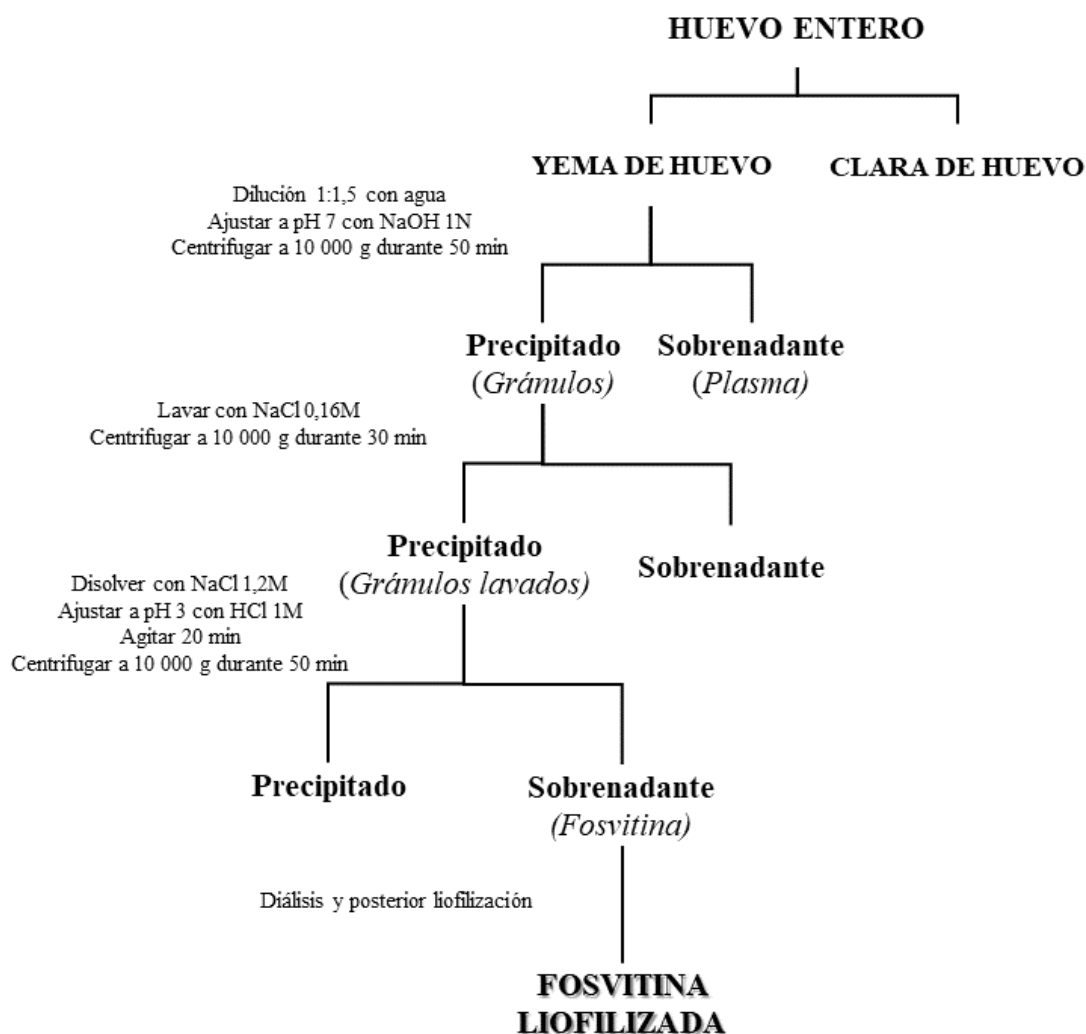 HUEVO ENTERO
YEMA DE HUEVO
CLARA DE HUEVO
Dilución 1:1,5 con agua
Ajustar a pH 7 con NaOH 1N
Centrifugar a 10 000 g durante 50 min
Precipitado
(Gránulos)
Sobrenadante
(Plasma)
Lavar con NaCl 0,16M
Centrifugar a 10 000 g durante 30 min
Precipitado
(Gránulos lavados)
Sobrenadante
Disolver con NaCl 1,2M
Ajustar a pH 3 con HCl 1M
Agitar 20 min
Centrifugar a 10 000 g durante 50 min
Precipitado
Sobrenadante
(Fosvitina)
Diálisis y posterior liofilización
FOSVITINA
LIOFILIZADA